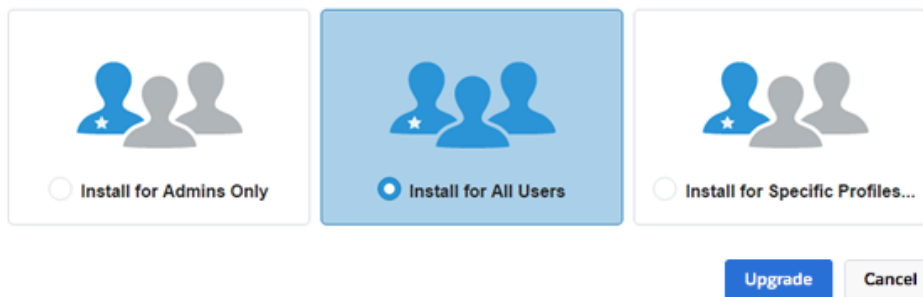 Install for Admins Only
Install for All Users
Install for Specific Profiles...
Upgrade
Cancel